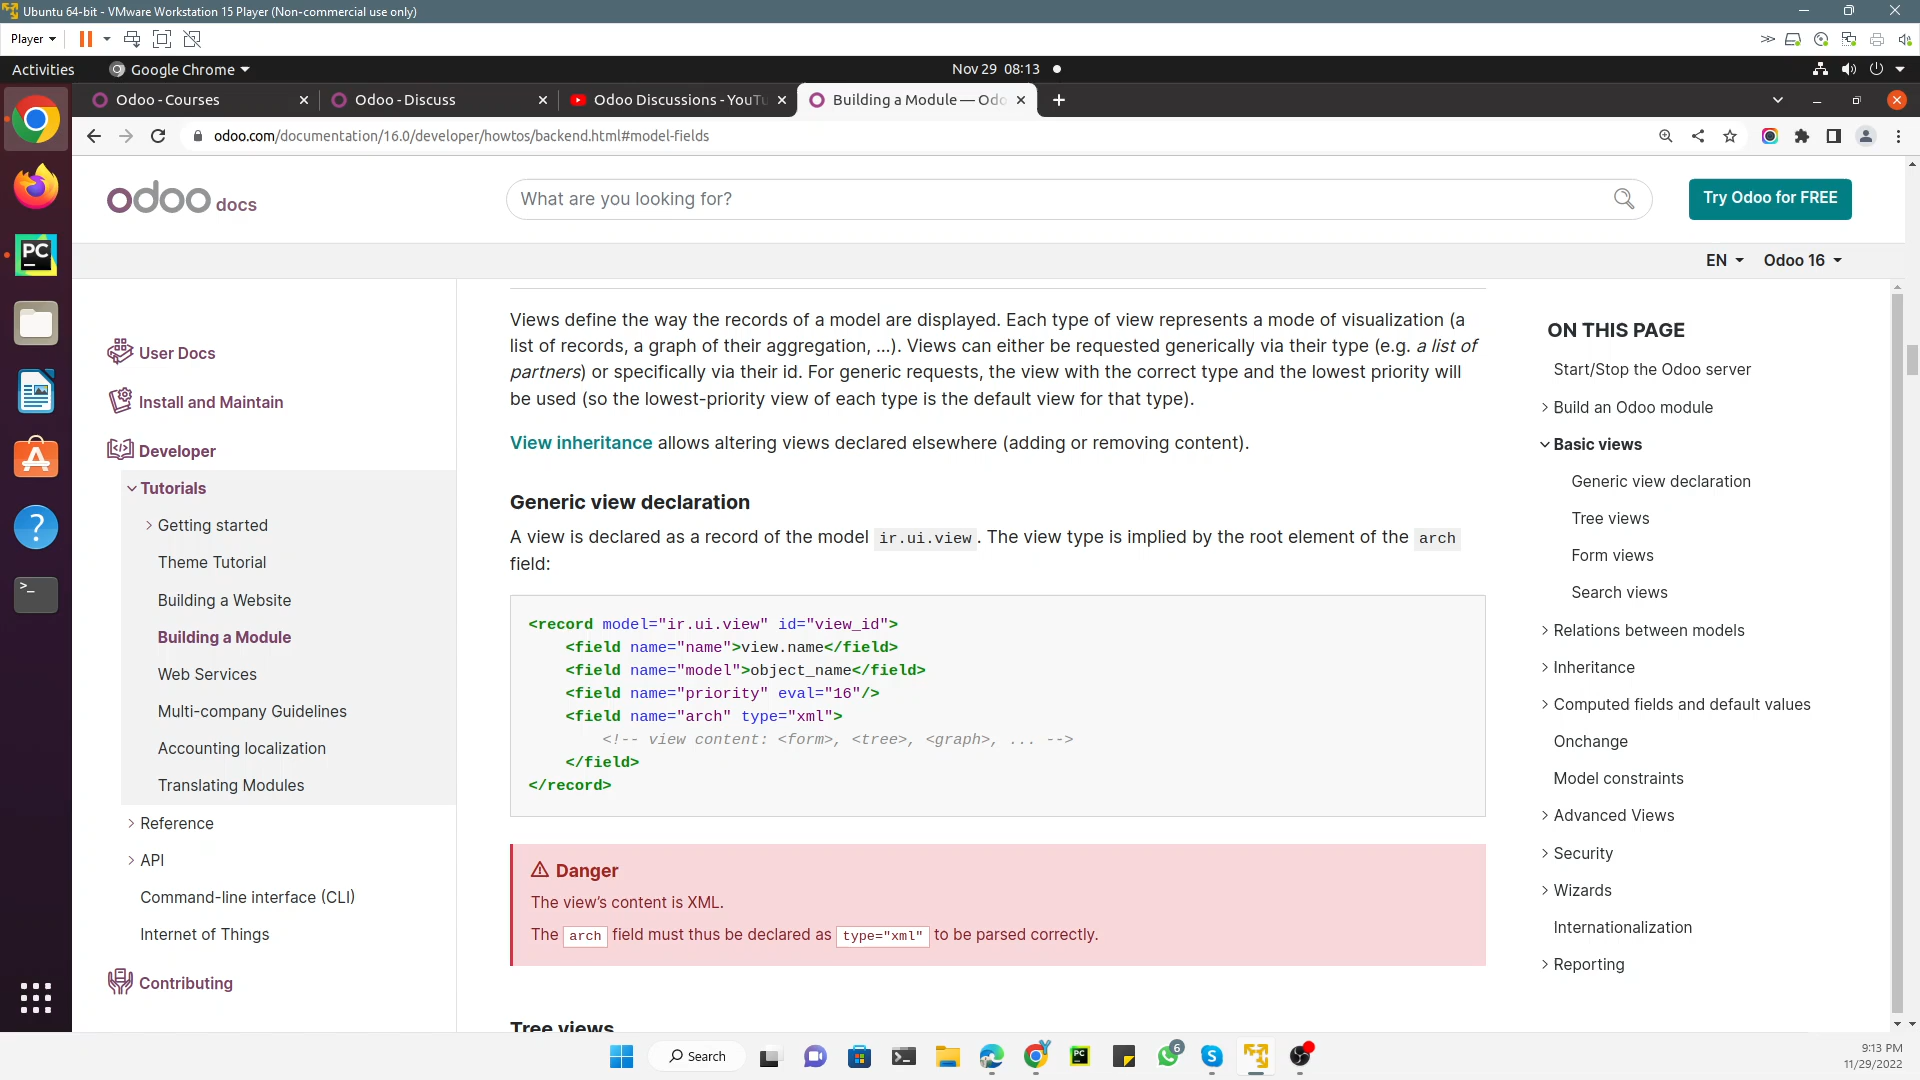 Ubuntu 64-bit - VMware Workstation 15 Player (Non-commercial use only)
Player
Activities
Google Chrome
Nov 29 08:13
Odoo - Courses
Odoo - Discuss
Odoo Discussions - YouTu
Building a Module — Odo
odoo.com/documentation/16.0/developer/howtos/backend.html#model-fields
odoo docs
What are you looking for?
Try Odoo for FREE
EN
Odoo 16
User Docs
Install and Maintain
Developer
Tutorials
Getting started
Theme Tutorial
Building a Website
Building a Module
Web Services
Multi-company Guidelines
Accounting localization
Translating Modules
Reference
API
Command-line interface (CLI)
Internet of Things
Contributing
Views define the way the records of a model are displayed. Each type of view represents a mode of visualization (a
list of records, a graph of their aggregation, …). Views can either be requested generically via their type (e.g. a list of
partners) or specifically via their id. For generic requests, the view with the correct type and the lowest priority will
be used (so the lowest-priority view of each type is the default view for that type).
View inheritance allows altering views declared elsewhere (adding or removing content).
Generic view declaration
A view is declared as a record of the model ir.ui.view. The view type is implied by the root element of the arch
field:
<record model="ir.ui.view" id="view_id">
    <field name="name">view.name</field>
    <field name="model">object_name</field>
    <field name="priority" eval="16"/>
    <field name="arch" type="xml">
        <!-- view content: <form>, <tree>, <graph>, ... -->
    </field>
</record>
Danger
The view’s content is XML.
The arch field must thus be declared as type="xml" to be parsed correctly.
Tree views
ON THIS PAGE
Start/Stop the Odoo server
Build an Odoo module
Basic views
Generic view declaration
Tree views
Form views
Search views
Relations between models
Inheritance
Computed fields and default values
Onchange
Model constraints
Advanced Views
Security
Wizards
Internationalization
Reporting
PC
Search
PC
6
S
9:13 PM
11/29/2022